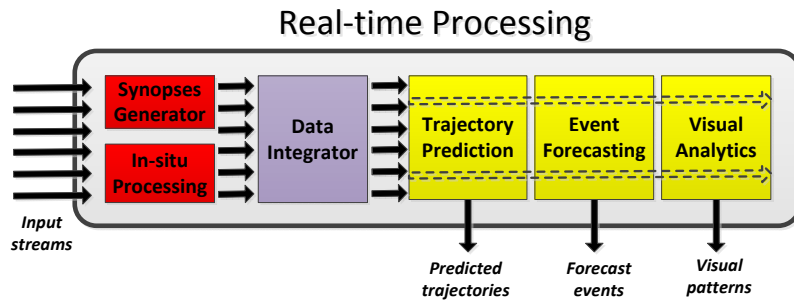 Real-time Processing
Synopses
Generator
In-situ
Processing
Data
Integrator
Trajectory
Prediction
Event
Forecasting
Visual
Analytics
Input
streams
Predicted
trajectories
Forecast
events
Visual
patterns